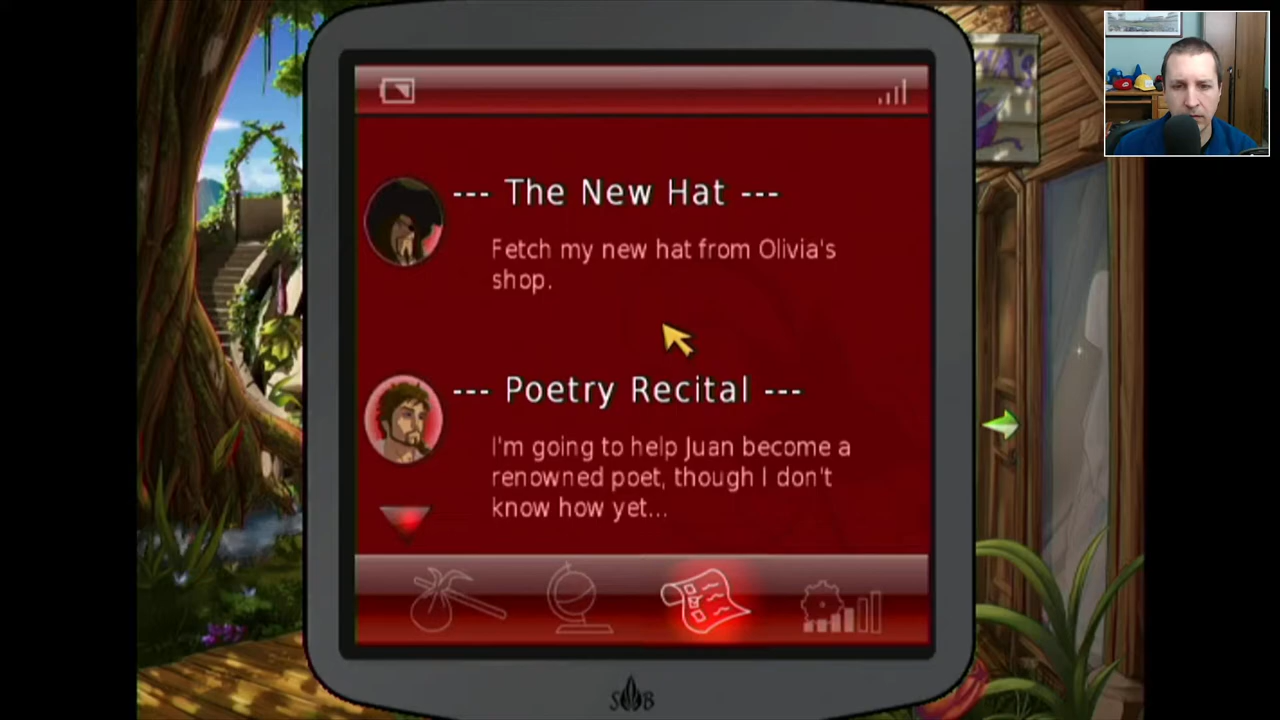 --- The New Hat ---
Fetch my new hat from Olivia's
shop.
--- Poetry Recital ---
I'm going to help Juan become a
renowned poet, though I don't
know how yet...
S B